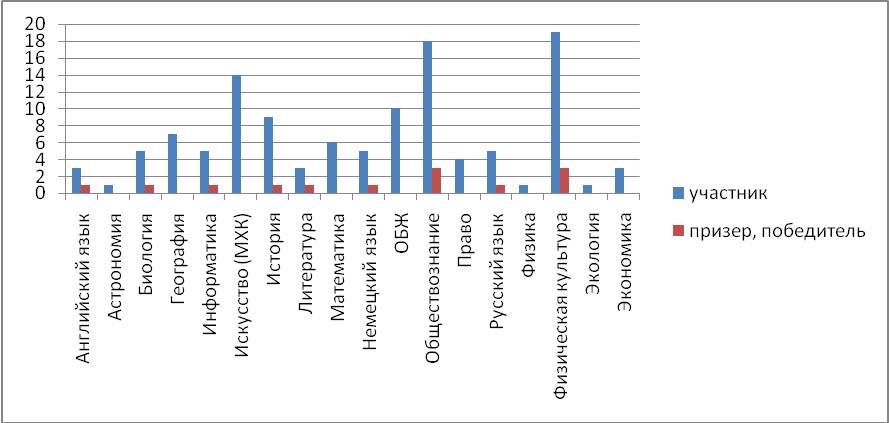 20
18
16
14
12
10
8
6
4
2
0
Английский язык
Астрономия
Биология
География
Информатика
Искусство (МХК)
История
Литература
Математика
Немецкий язык
ОБЖ
Обществознание
Право
Русский язык
Физика
Физическая культура
Экология
Экономика
участник
призер, победитель